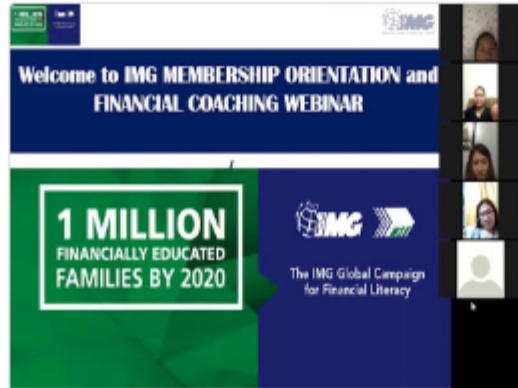 IMG
Welcome to IMG MEMBERSHIP ORIENTATION and
FINANCIAL COACHING WEBINAR
1 MILLION
FINANCIALLY EDUCATED
FAMILIES BY 2020
IMG
The IMG Global Campaign
for Financial Literacy